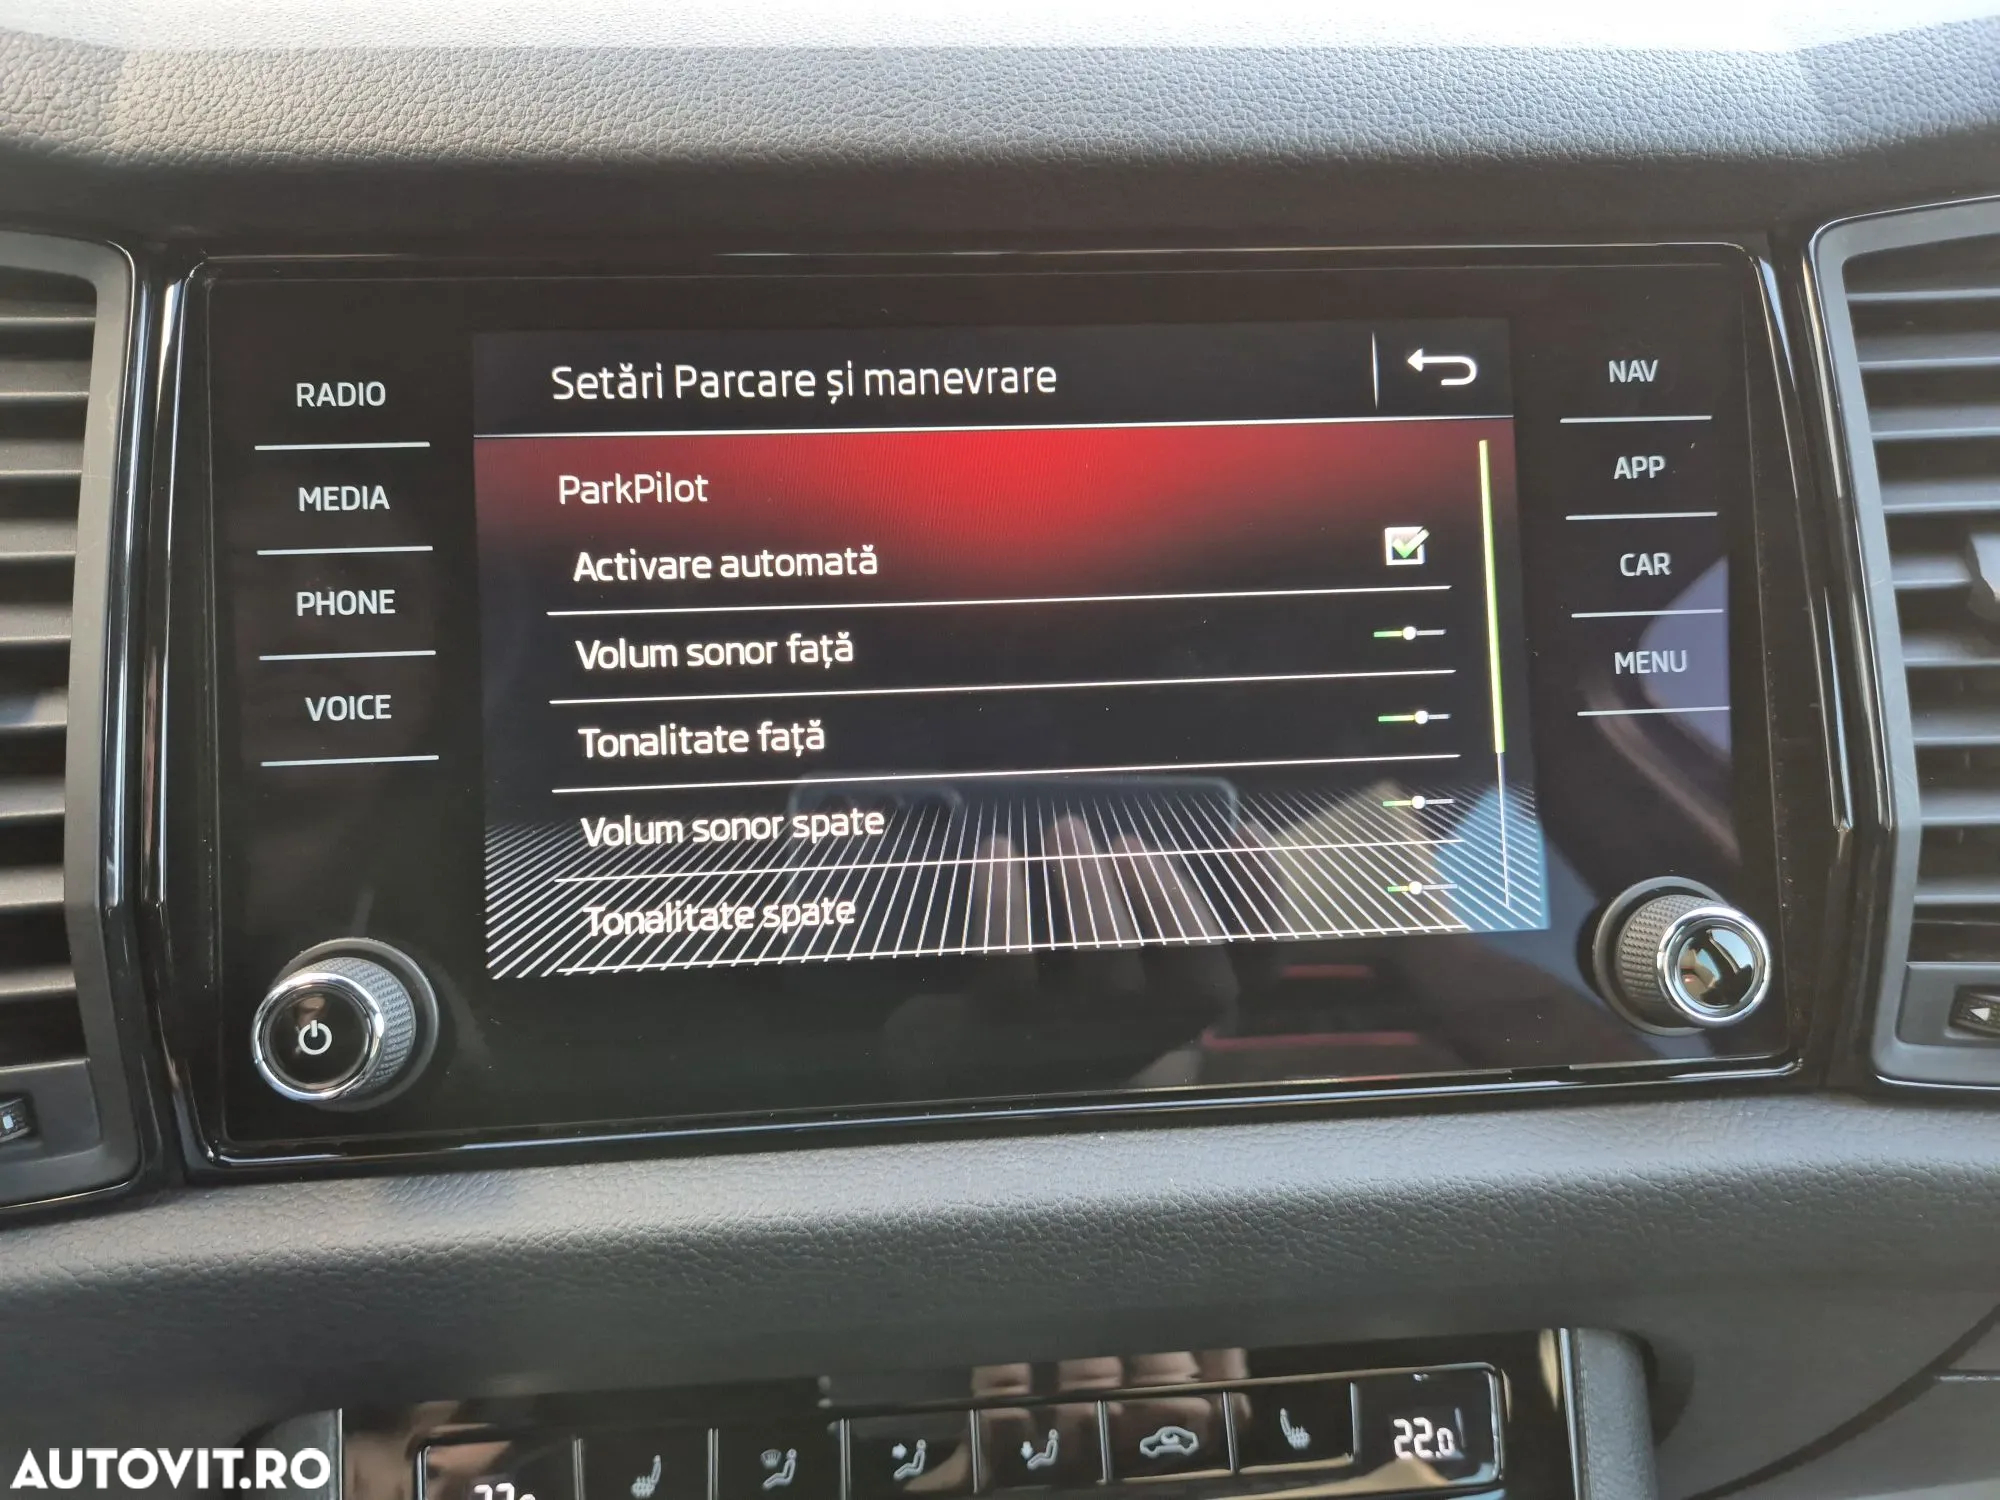 Setări Parcare și manevrare
RADIO
MEDIA
PHONE
VOICE
ParkPilot
Activare automată
Volum sonor față
Tonalitate față
Volum sonor spate
Tonalitate spate
NAV
APP
CAR
MENU
22.0
AUTOVIT.RO